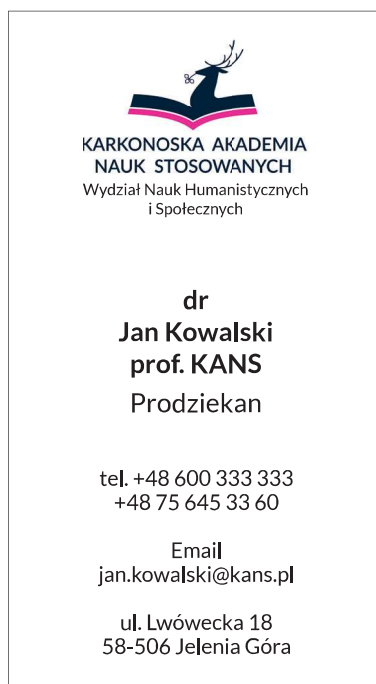 KARKONOSKA AKADEMIA
NAUK STOSOWANYCH
Wydział Nauk Humanistycznych
i Społecznych
dr
Jan Kowalski
prof. KANS
Prodziekan
tel. +48 600 333 333
+48 75 645 33 60
Email
jan.kowalski@kans.pl
ul. Lwówecka 18
58-506 Jelenia Góra